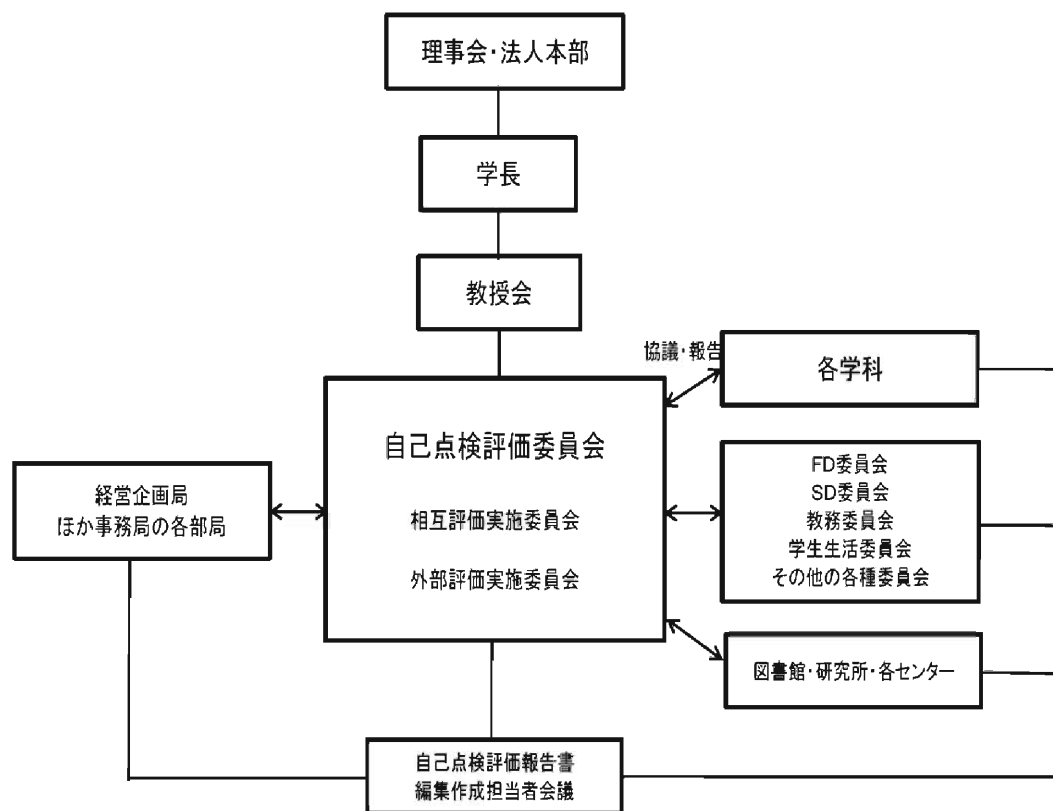 理事会・法人本部
学長
教授会
協議・報告
各学科
自己点検評価委員会
相互評価実施委員会
外部評価実施委員会
経営企画局
ほか事務局の各部局
FD委員会
SD委員会
教務委員会
学生生活委員会
その他の各種委員会
図書館・研究所・各センター
自己点検評価報告書
編集作成担当者会議